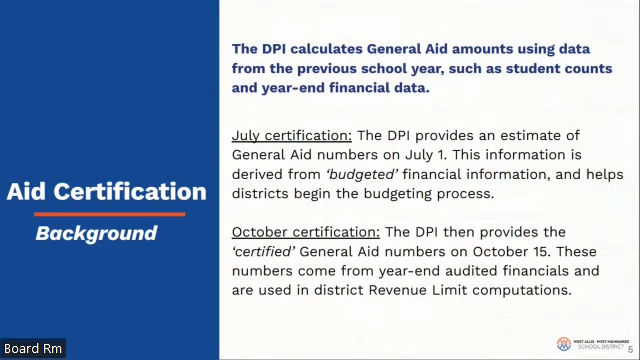 Aid Certification
Background
The DPI calculates General Aid amounts using data
from the previous school year, such as student counts
and year-end financial data.
July certification: The DPI provides an estimate of
General Aid numbers on July 1. This information is
derived from ‘budgeted’ financial information, and helps
districts begin the budgeting process.
October certification: The DPI then provides the
‘certified’ General Aid numbers on October 15. These
numbers come from year-end audited financials and
are used in district Revenue Limit computations.
WEST ALLIS-WEST MILWAUKEE
SCHOOL DISTRICT
5
Board Rm